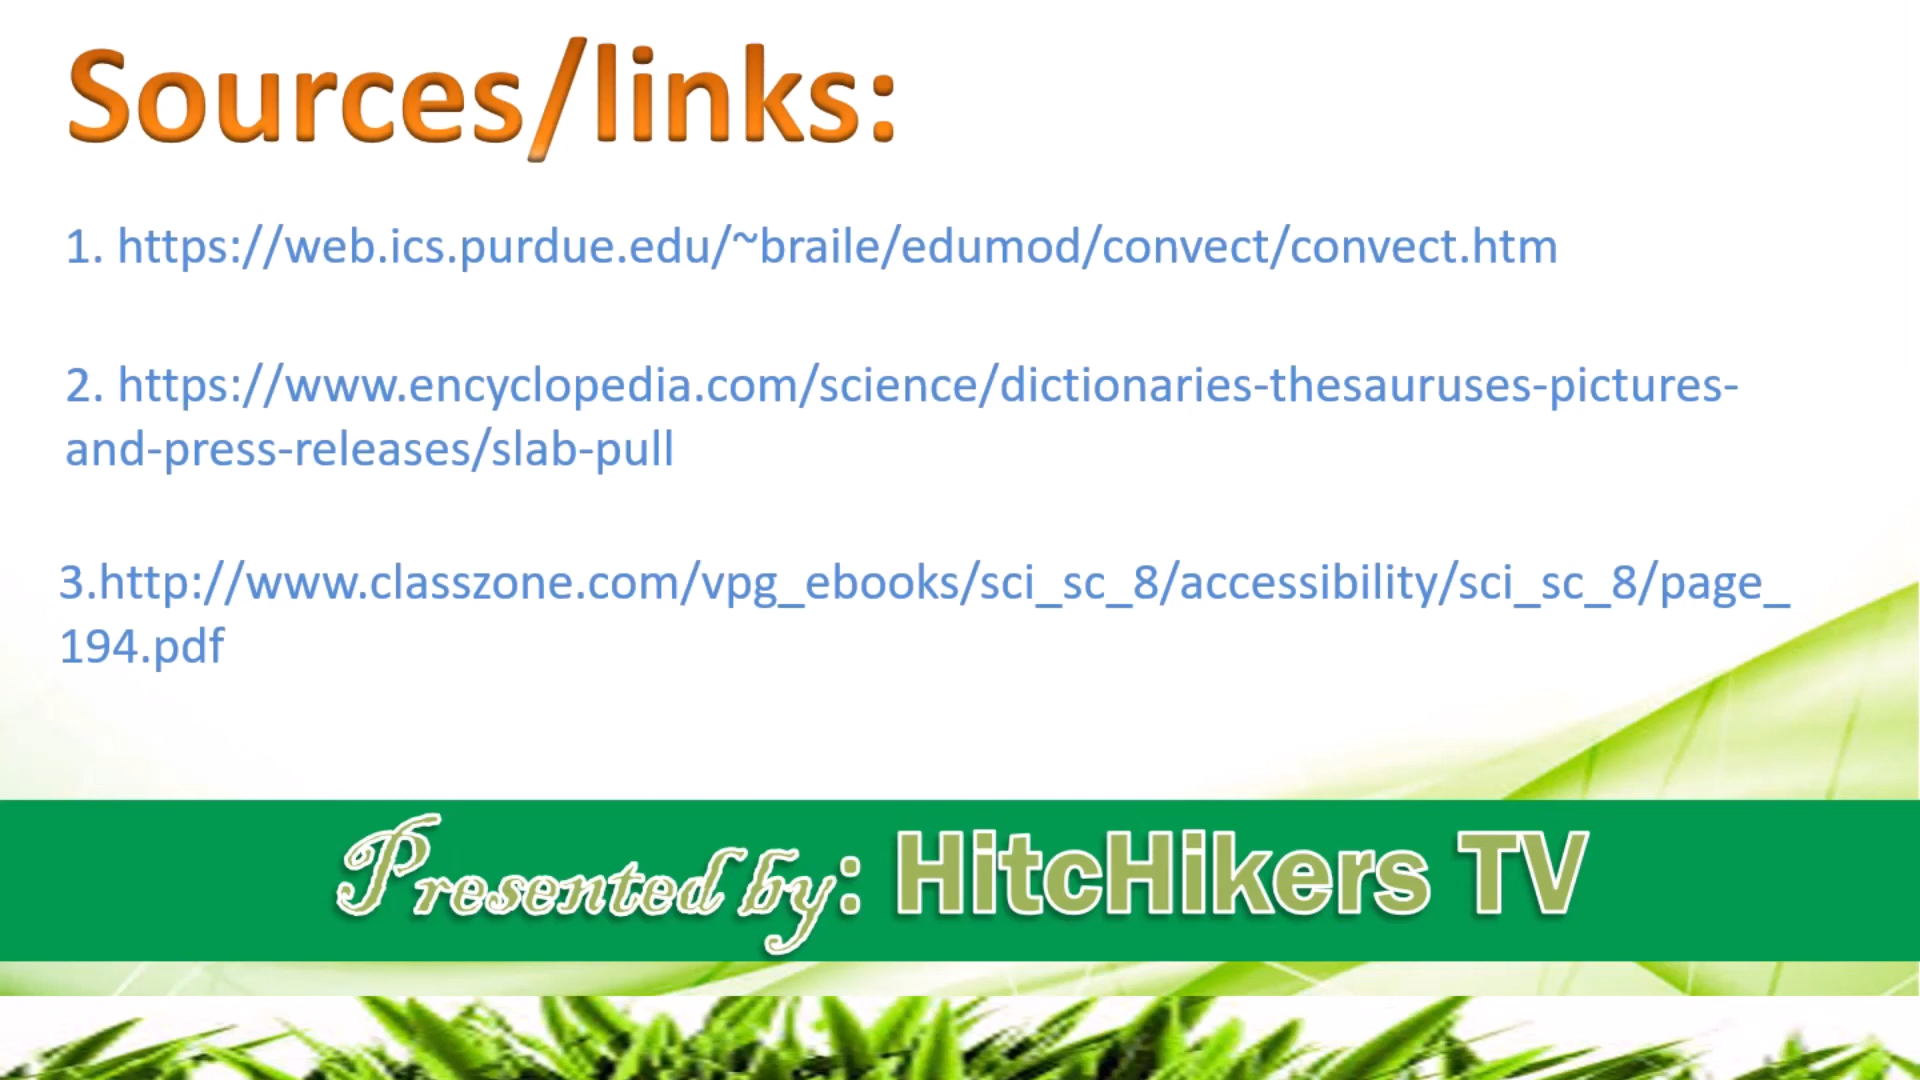 Sources/links:
1. https://web.ics.purdue.edu/~braile/edumod/convect/convect.htm
2. https://www.encyclopedia.com/science/dictionaries-thesauruses-pictures-
and-press-releases/slab-pull
3.http://www.classzone.com/vpg_ebooks/sci_sc_8/accessibility/sci_sc_8/page_
194.pdf
Presented by: HitcHikers TV